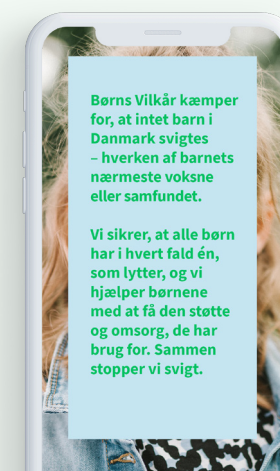 Børns Vilkår kæmper
for, at intet barn i
Danmark svigtes
– hverken af barnets
nærmeste voksne
eller samfundet.
Vi sikrer, at alle børn
har i hvert fald én,
som lytter, og vi
hjælper børnene
med at få den støtte
og omsorg, de har
brug for. Sammen
stopper vi svigt.